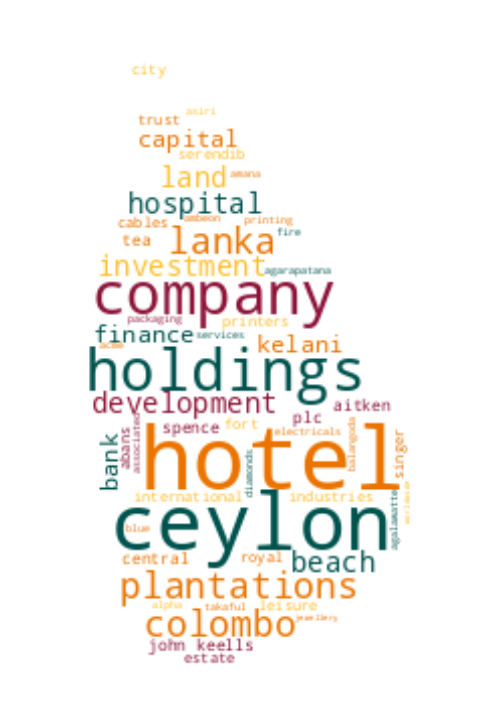 city
asiri
trust
capital
serendib
land
amana
hospital
ambeon
cables
printing
tea
lanka
fire
investment
agarapatana
company
packaging
printers
finance
services
acme
kelani
holdings
development
aitken
plc
spence
fort
electricals
hotel
bank
abans
associated
balangoda
singer
diamonds
international
industries
agalawatte
ceylon
blue
central
royal
beach
plantations
alpha
takaful
leisure
colombo
jewellery
john keells
estate